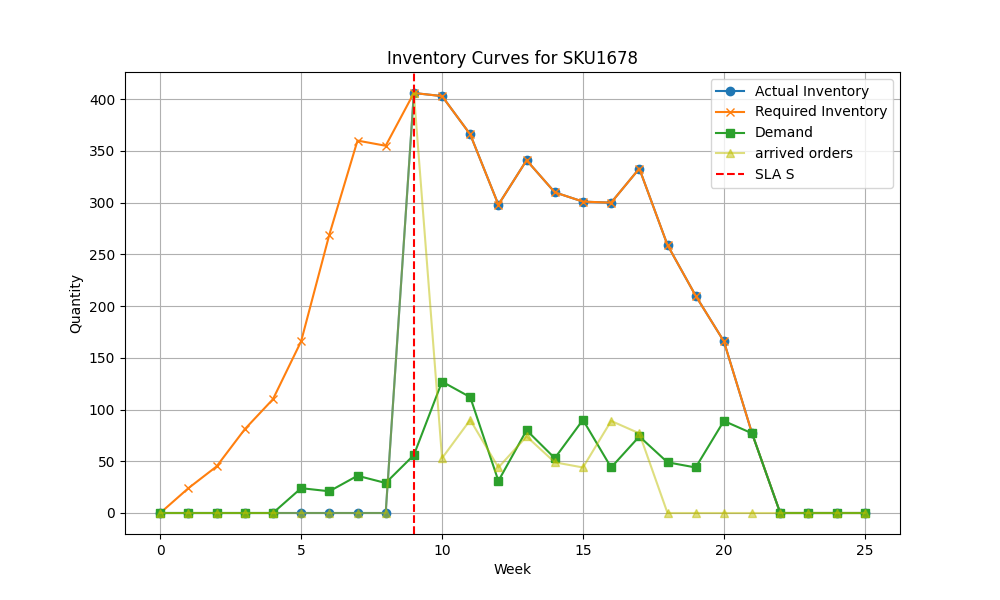 Inventory Curves for SKU1678
Actual Inventory
Required Inventory
Demand
arrived orders
SLA S
Quantity
400
350
300
250
200
150
100
50
0
0 5 10 15 20 25
Week